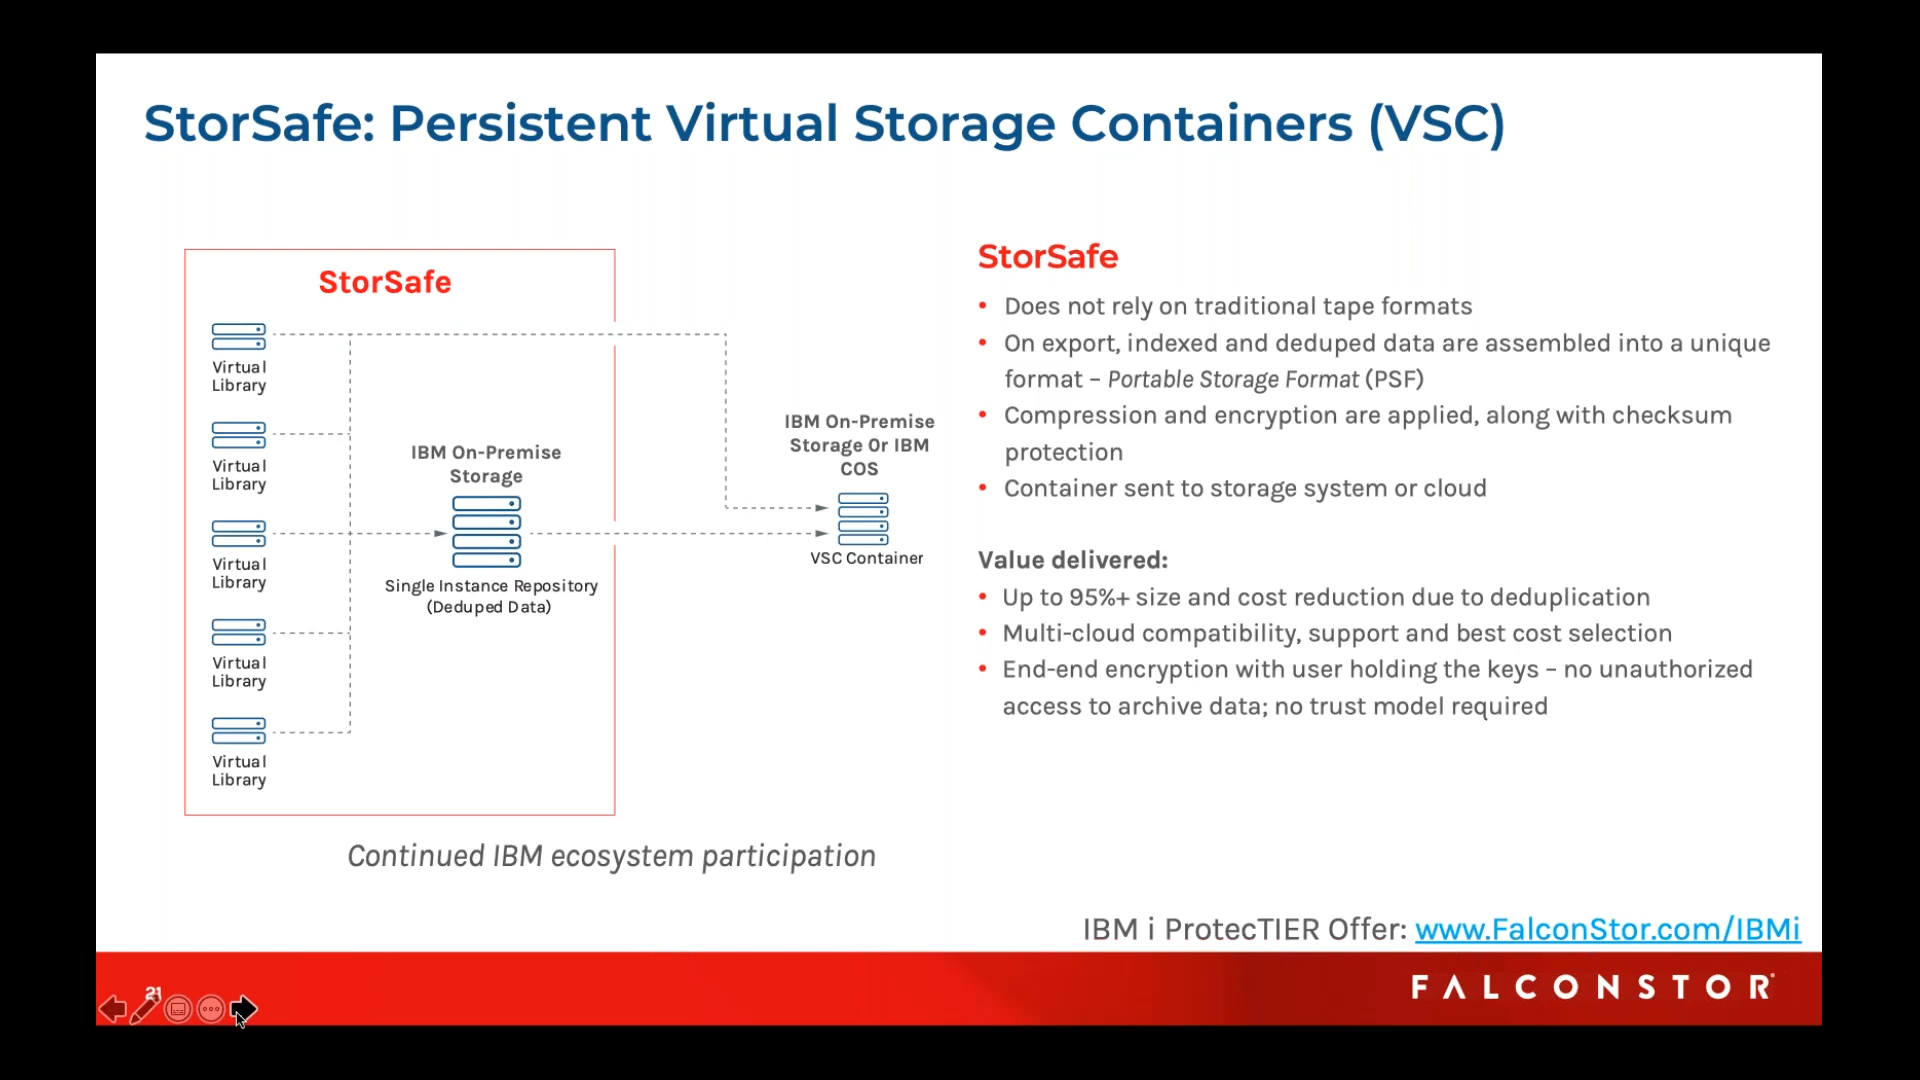 StorSafe: Persistent Virtual Storage Containers (VSC)
StorSafe
Virtual
Library
Virtual
Library
Virtual
Library
Virtual
Library
Virtual
Library
IBM On-Premise
Storage
Single Instance Repository
(Deduped Data)
IBM On-Premise
Storage Or IBM
COS
VSC Container
Continued IBM ecosystem participation
StorSafe
• Does not rely on traditional tape formats
• On export, indexed and deduped data are assembled into a unique
format – Portable Storage Format (PSF)
• Compression and encryption are applied, along with checksum
protection
• Container sent to storage system or cloud
Value delivered:
• Up to 95%+ size and cost reduction due to deduplication
• Multi-cloud compatibility, support and best cost selection
• End-end encryption with user holding the keys – no unauthorized
access to archive data; no trust model required
IBM i ProtecTIER Offer: www.FalconStor.com/IBMi
21
FALCONSTOR